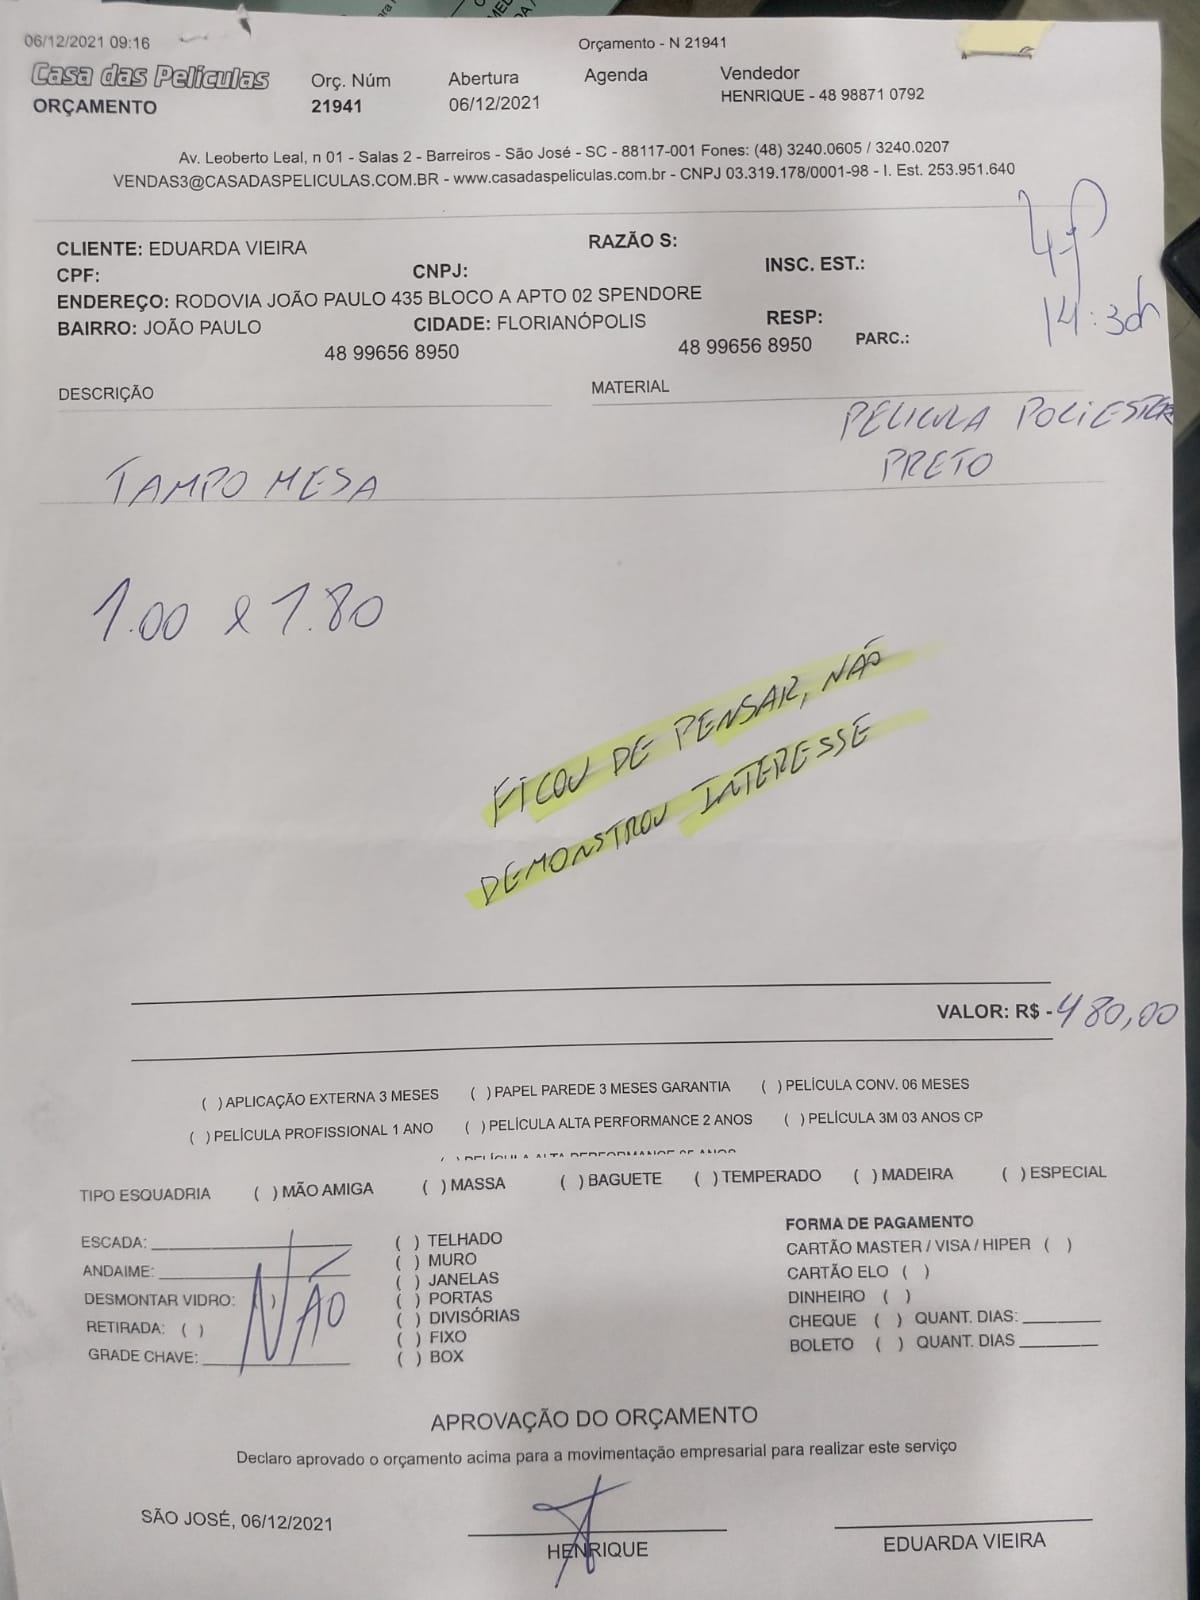 06/12/2021 09:16
Orçamento - N 21941
Casa das Películas
ORÇAMENTO
Orç. Núm
21941
Abertura
06/12/2021
Agenda
Vendedor
HENRIQUE - 48 98871 0792
Av. Leoberto Leal, n 01 - Salas 2 - Barreiros - São José - SC - 88117-001 Fones: (48) 3240.0605 / 3240.0207
VENDAS3@CASADASPELICULAS.COM.BR - www.casadaspeliculas.com.br - CNPJ 03.319.178/0001-98 - I. Est. 253.951.640
14:30h
CLIENTE: EDUARDA VIEIRA RAZÃO S:
CPF: CNPJ: INSC. EST.:
ENDEREÇO: RODOVIA JOÃO PAULO 435 BLOCO A APTO 02 SPENDORE
BAIRRO: JOÃO PAULO CIDADE: FLORIANÓPOLIS RESP:
48 99656 8950 48 99656 8950 PARC.:
DESCRIÇÃO MATERIAL
PELICULA POLIESTER
PRETO
TAMPO MESA
1.00 x 1.80
FICOU DE PENSAR, NÃO
DEMONSTROU INTERESSE
VALOR: R$ - 480,00
( ) APLICAÇÃO EXTERNA 3 MESES ( ) PAPEL PAREDE 3 MESES GARANTIA ( ) PELÍCULA CONV. 06 MESES
( ) PELÍCULA PROFISSIONAL 1 ANO ( ) PELÍCULA ALTA PERFORMANCE 2 ANOS ( ) PELÍCULA 3M 03 ANOS CP
TIPO ESQUADRIA ( ) MÃO AMIGA ( ) MASSA ( ) BAGUETE ( ) TEMPERADO ( ) MADEIRA ( ) ESPECIAL
ESCADA:
ANDAIME:
DESMONTAR VIDRO: ( )
RETIRADA: ( )
GRADE CHAVE:
NÃO
( ) TELHADO
( ) MURO
( ) JANELAS
( ) PORTAS
( ) DIVISÓRIAS
( ) FIXO
( ) BOX
FORMA DE PAGAMENTO
CARTÃO MASTER / VISA / HIPER ( )
CARTÃO ELO ( )
DINHEIRO ( )
CHEQUE ( ) QUANT. DIAS:
BOLETO ( ) QUANT. DIAS
APROVAÇÃO DO ORÇAMENTO
Declaro aprovado o orçamento acima para a movimentação empresarial para realizar este serviço
SÃO JOSÉ, 06/12/2021
HENRIQUE
EDUARDA VIEIRA